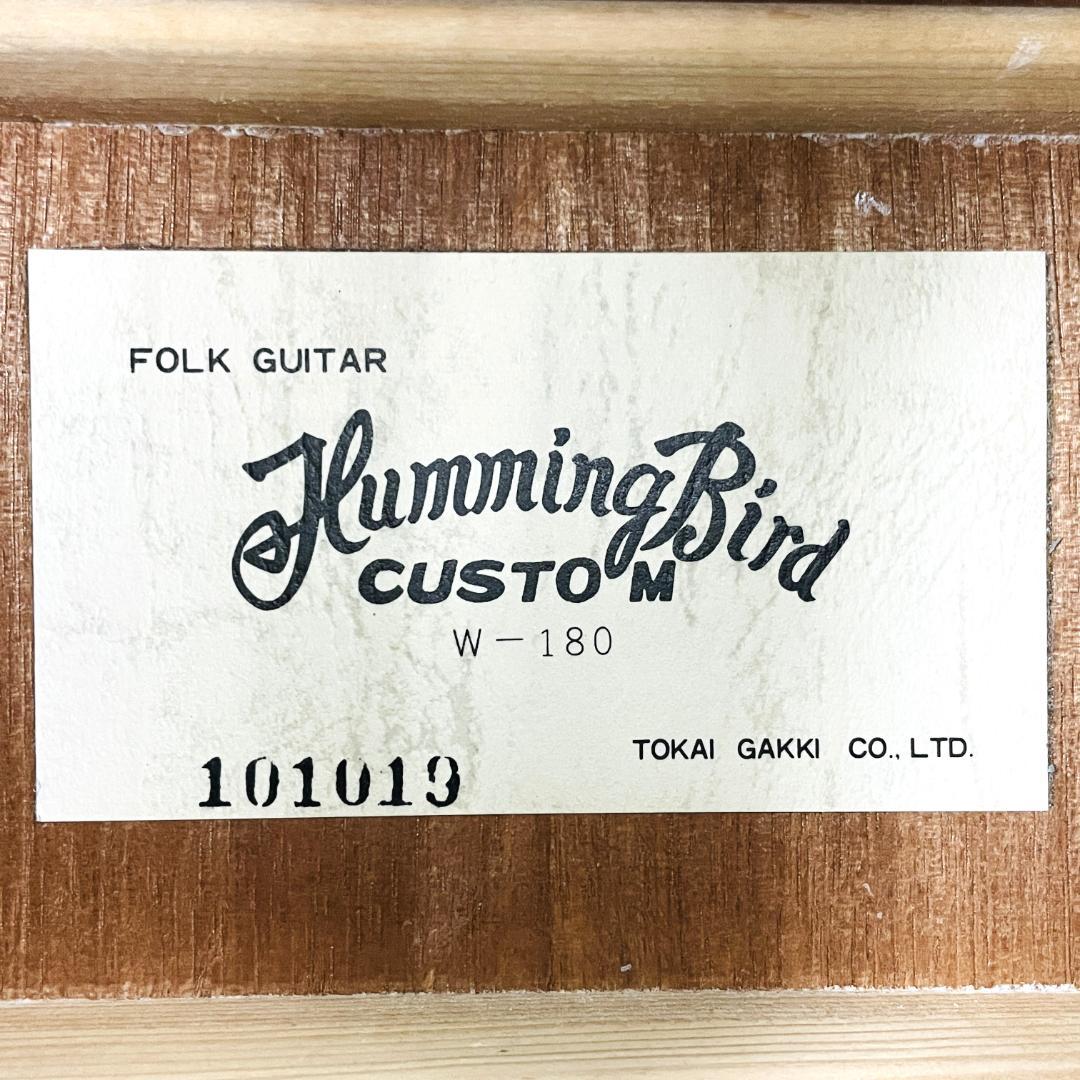 FOLK GUITAR
HummingBird
CUSTOM
W-180
TOKAI GAKKI CO., LTD.
101019